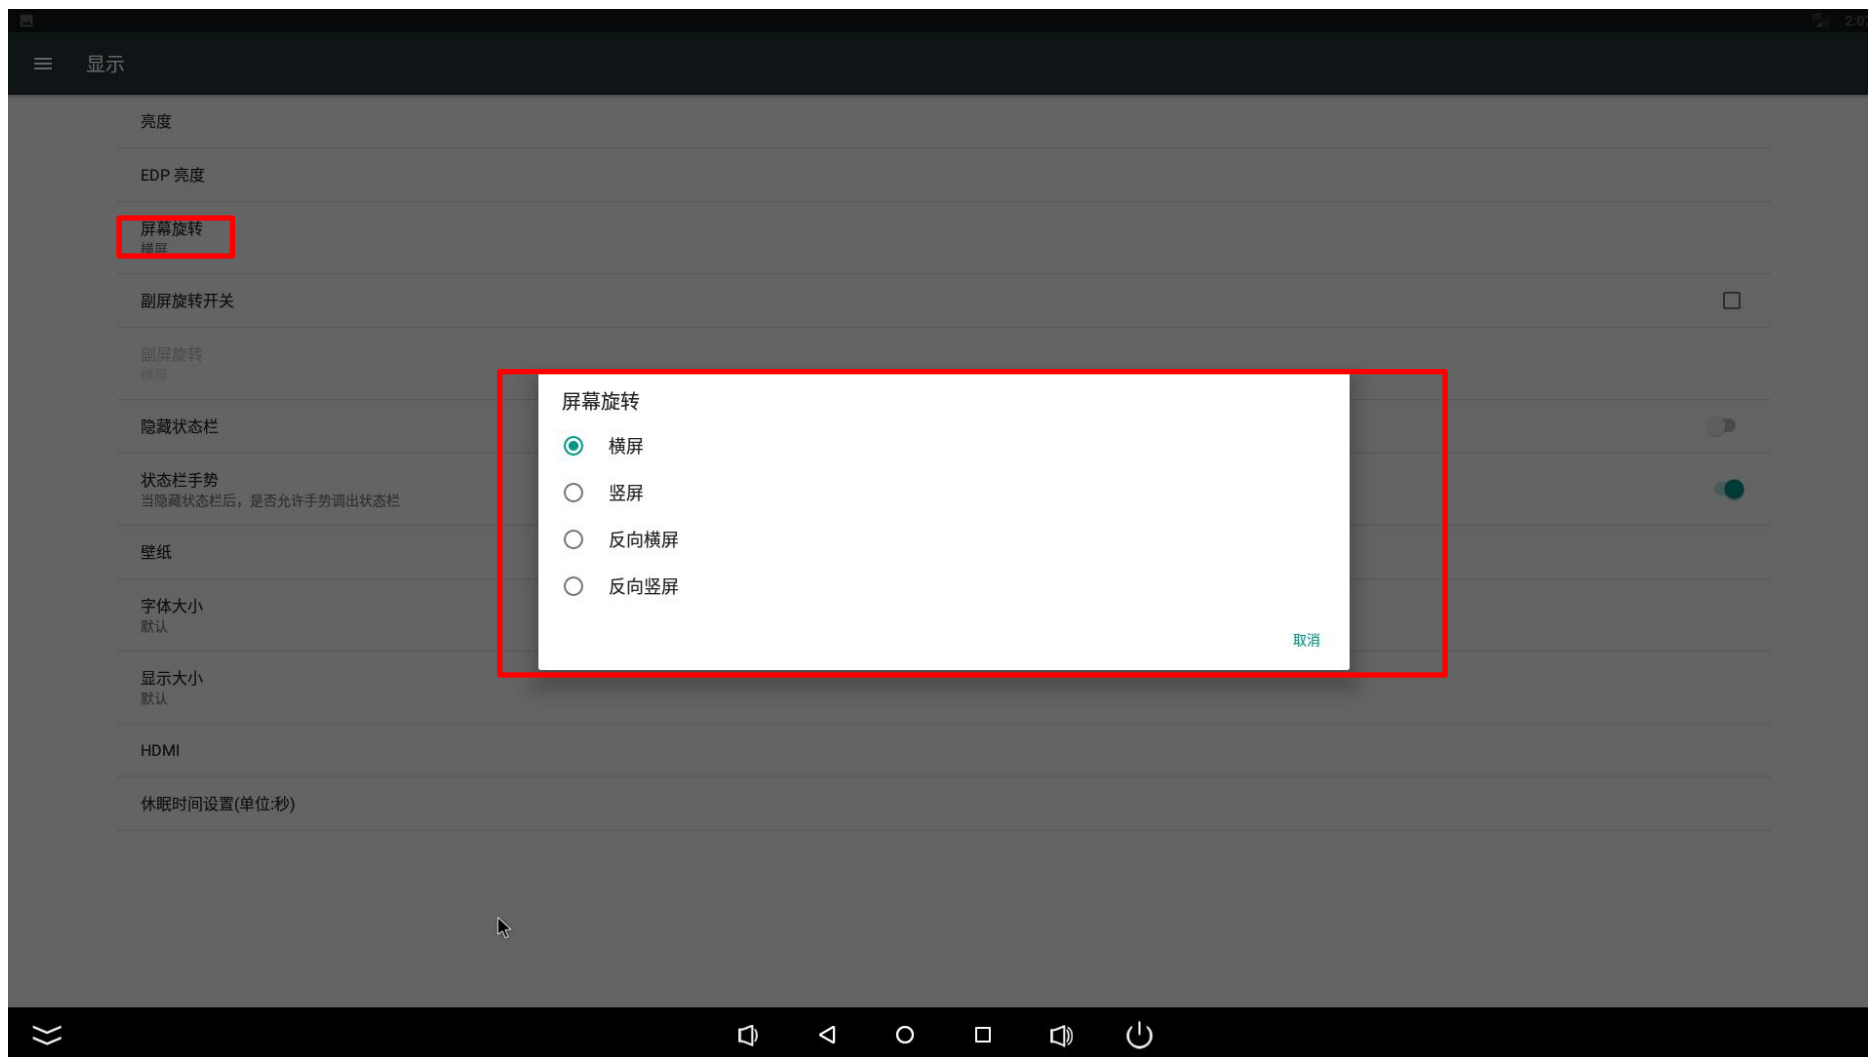 2:07
显示
亮度
EDP 亮度
屏幕旋转
横屏
副屏旋转开关
副屏旋转
横屏
隐藏状态栏
状态栏手势
当隐藏状态栏后，是否允许手势调出状态栏
壁纸
字体大小
默认
显示大小
默认
HDMI
休眠时间设置(单位:秒)
屏幕旋转
横屏
竖屏
反向横屏
反向竖屏
取消